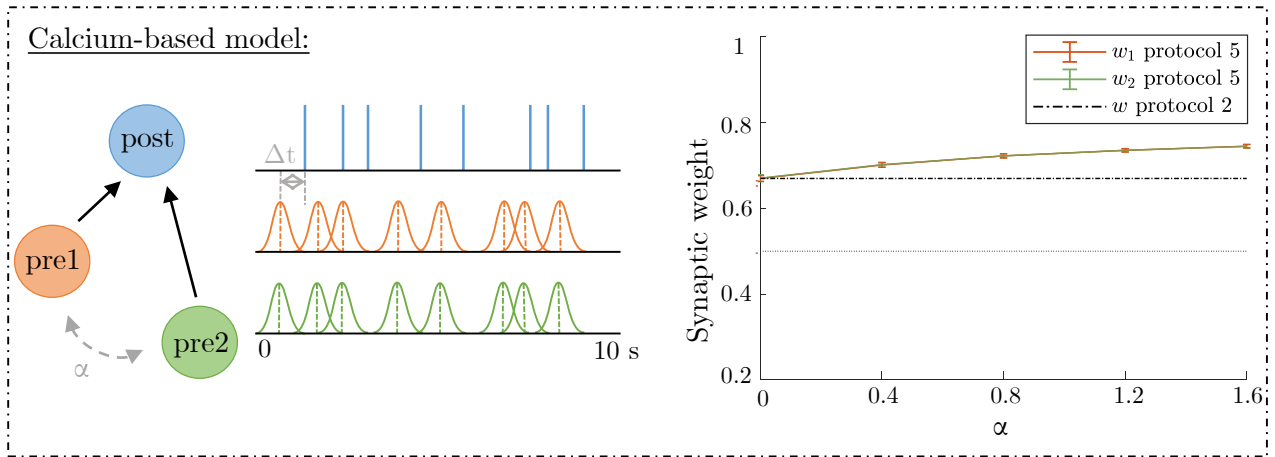 Calcium-based model:
post
pre1
pre2
α
Δt
0
10 s
1
0.8
0.6
0.4
0.2
Synaptic weight
0
0.4
0.8
1.2
1.6
α
w₁ protocol 5
w₂ protocol 5
w protocol 2